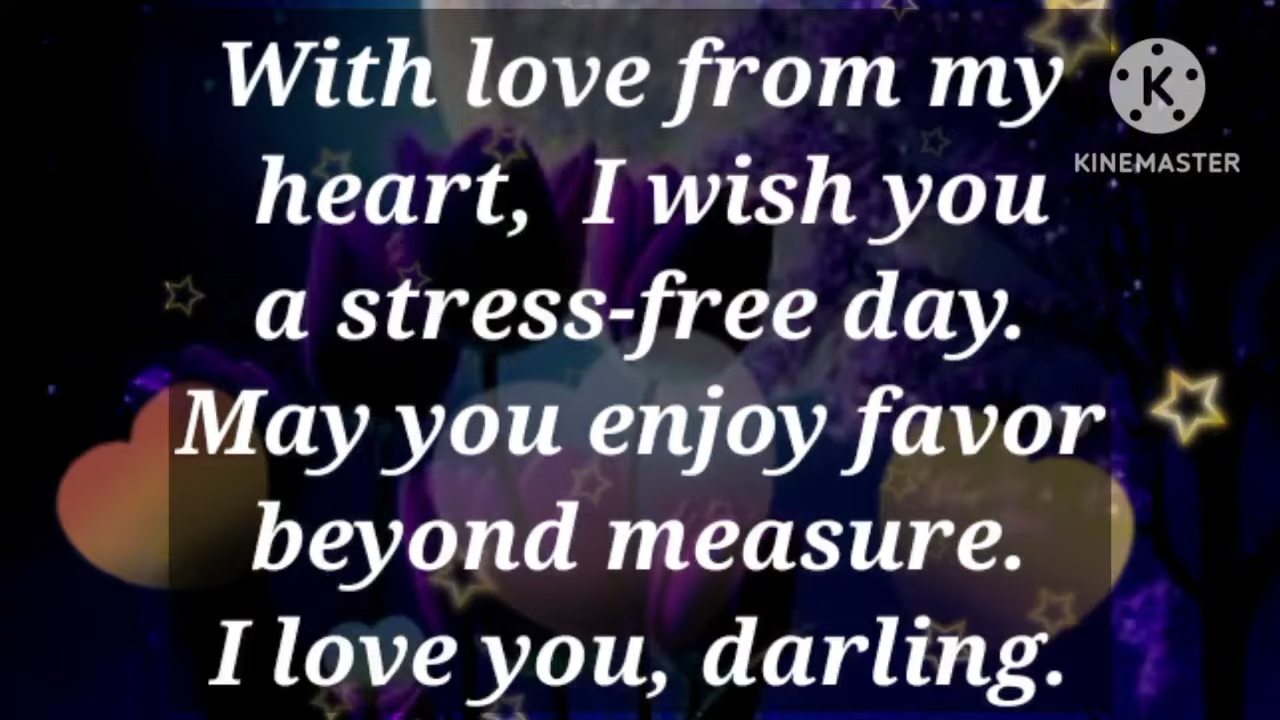 With love from my
heart,  I wish you
a stress-free day.
May you enjoy favor
beyond measure.
I love you, darling.
K
KINEMASTER